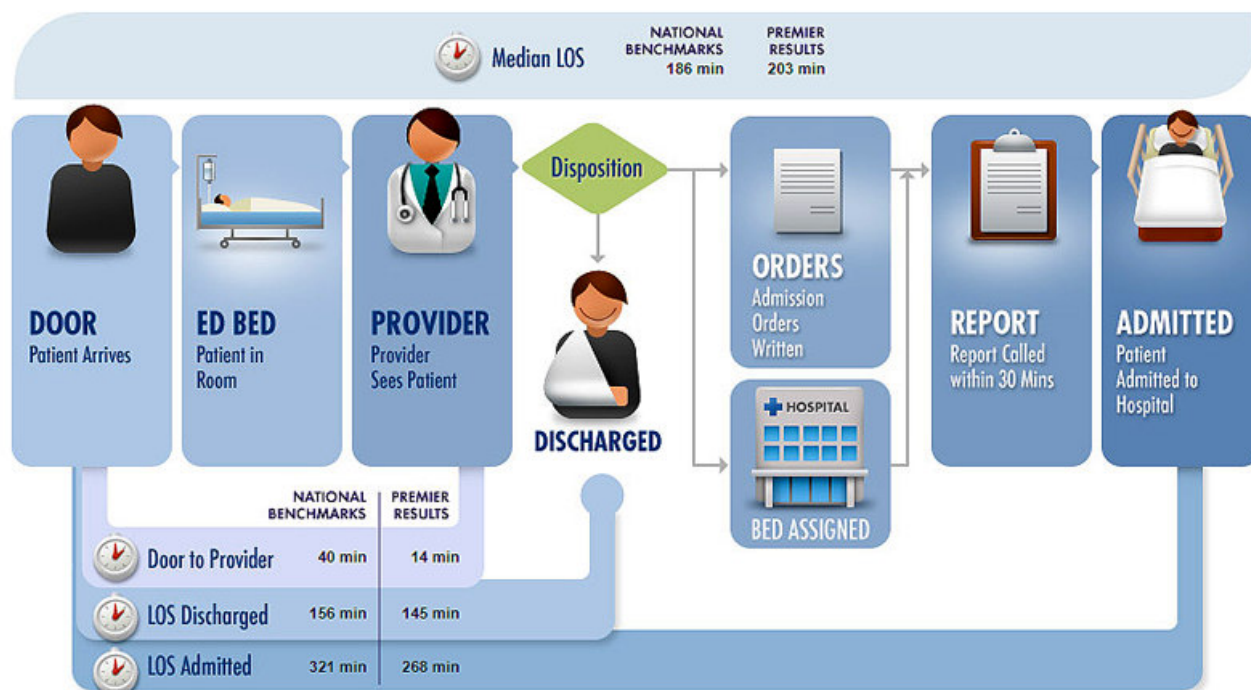 Median LOS
NATIONAL
BENCHMARKS
186 min
PREMIER
RESULTS
203 min
DOOR
Patient Arrives
ED BED
Patient in
Room
PROVIDER
Provider
Sees Patient
Disposition
DISCHARGED
ORDERS
Admission
Orders
Written
HOSPITAL
BED ASSIGNED
REPORT
Report Called
within 30 Mins
ADMITTED
Patient
Admitted to
Hospital
NATIONAL
BENCHMARKS
PREMIER
RESULTS
Door to Provider 40 min 14 min
LOS Discharged 156 min 145 min
LOS Admitted 321 min 268 min